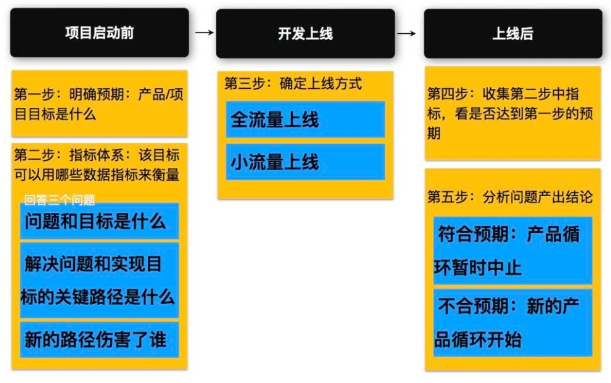 项目启动前
第一步：明确预期：产品/项
目目标是什么
第二步：指标体系：该目标
可以用哪些数据指标来衡量
回答三个问题
问题和目标是什么
解决问题和实现目
标的关键路径是什么
新的路径伤害了谁
→
开发上线
第三步：确定上线方式
全流量上线
小流量上线
→
上线后
第四步：收集第二步中指
标，看是否达到第一步的预
期
第五步：分析问题产出结论
符合预期：产品循
环暂时中止
不合预期：新的产
品循环开始